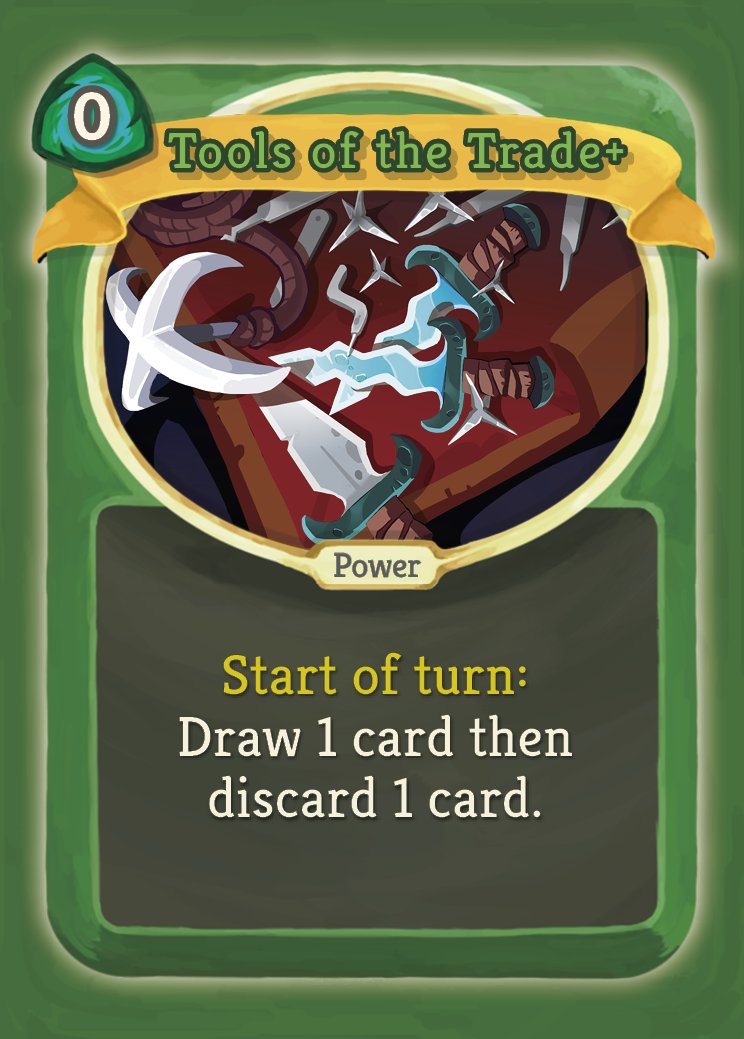 0
Tools of the Trade+
Power
Start of turn:
Draw 1 card then
discard 1 card.